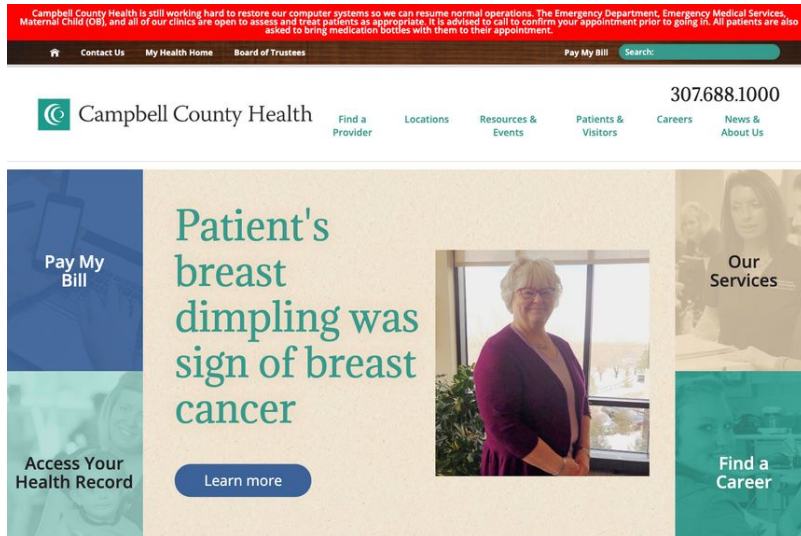 Campbell County Health is still working hard to restore our computer systems so we can resume normal operations. The Emergency Department, Emergency Medical Services,
Maternal Child (OB), and all of our clinics are open to assess and treat patients as appropriate. It is advised to call to confirm your appointment prior to going in. All patients are also
asked to bring medication bottles with them to their appointment.
Contact Us My Health Home Board of Trustees Pay My Bill Search:
307.688.1000
Campbell County Health
Find a
Provider
Locations
Resources &
Events
Patients &
Visitors
Careers
News &
About Us
Pay My
Bill
Access Your
Health Record
Patient's
breast
dimpling was
sign of breast
cancer
Learn more
Our
Services
Find a
Career